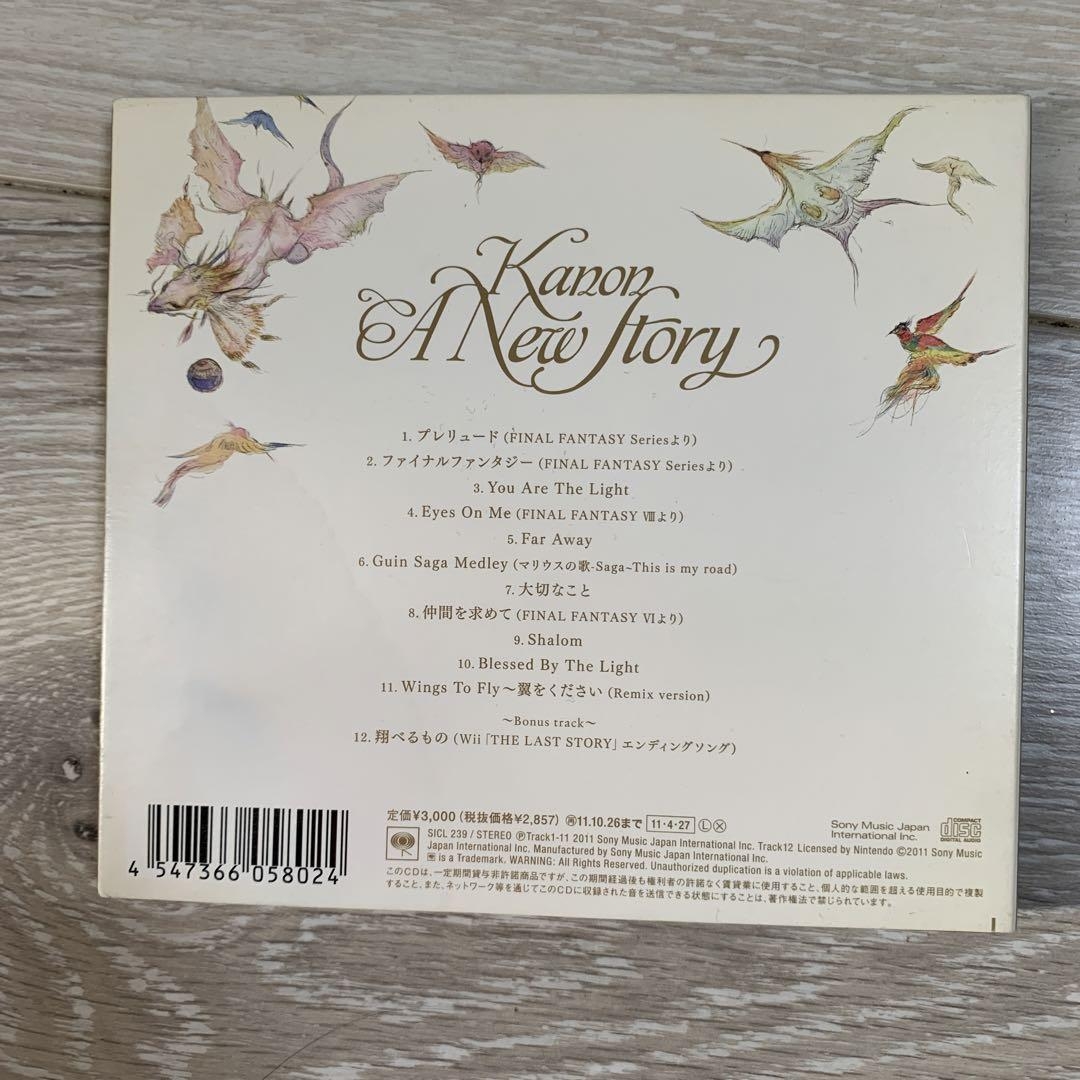 Kanon
A New Story
1. プレリュード (FINAL FANTASY Seriesより)
2. ファイナルファンタジー (FINAL FANTASY Seriesより)
3. You Are The Light
4. Eyes On Me (FINAL FANTASY Ⅷより)
5. Far Away
6. Guin Saga Medley (マリウスの歌-Saga~This is my road)
7. 大切なこと
8. 仲間を求めて (FINAL FANTASY Ⅵより)
9. Shalom
10. Blessed By The Light
11. Wings To Fly〜翼をください (Remix version)
〜Bonus track〜
12. 翔べるもの (Wii「THE LAST STORY」エンディングソング)
4 547366 058024
定価¥3,000 (税抜価格¥2,857) 再11.10.26まで 11・4・27 Ⓛ Ⓧ
SICL 239 / STEREO ℗Track1-11 2011 Sony Music Japan International Inc. Track12 Licensed by Nintendo ©2011 Sony Music
Japan International Inc. Manufactured by Sony Music Japan International Inc.
is a Trademark. WARNING: All Rights Reserved. Unauthorized duplication is a violation of applicable laws.
このCDは、一定期間貸与非許諾商品ですが、この期間経過後も権利者の許諾なく賃貸業に使用すること、個人的な範囲を超える使用目的で複製
すること、また、ネットワーク等を通じてこのCDに収録された音を送信できる状態にすることは、著作権法で禁じられています。
Sony Music Japan
International Inc.
COMPACT
disc
DIGITAL AUDIO